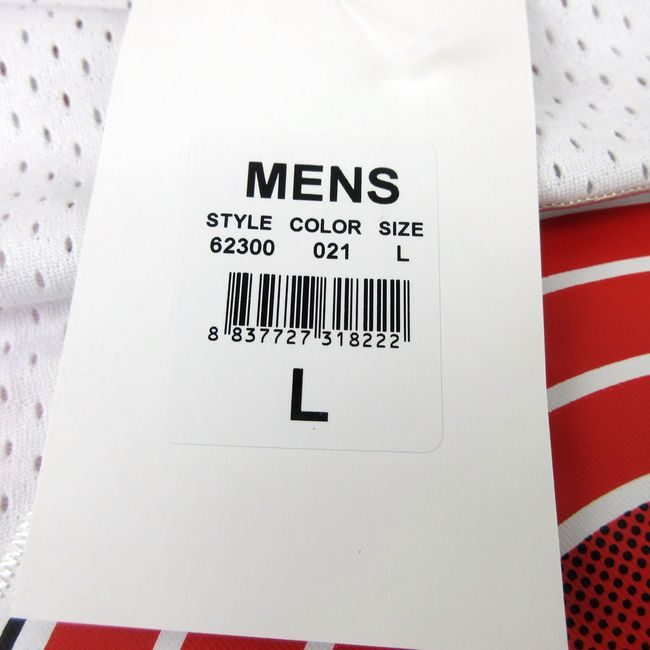 MENS
STYLE COLOR SIZE
62300 021 L
8 837727 318222
L